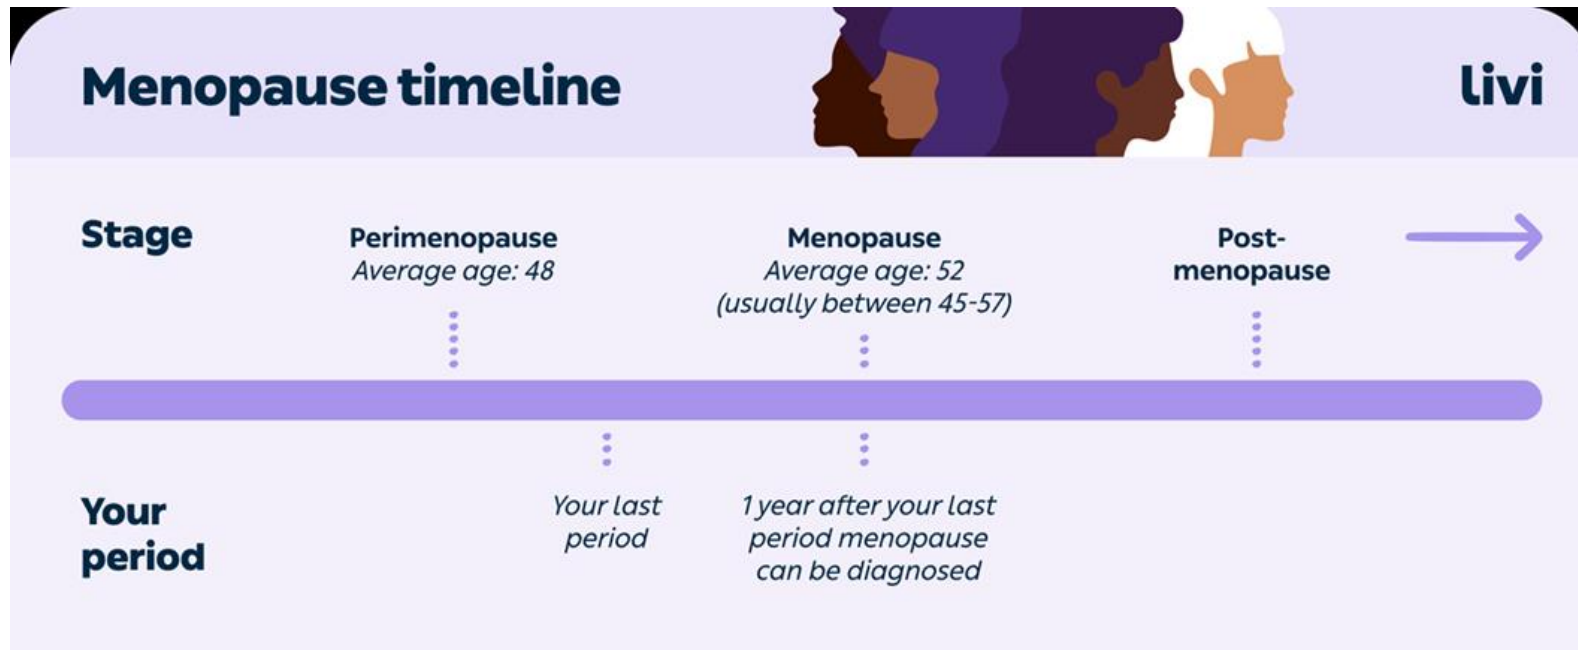 Menopause timeline
livi
Stage
Perimenopause
Average age: 48
Menopause
Average age: 52
(usually between 45-57)
Post-
menopause
Your
period
Your last
period
1 year after your last
period menopause
can be diagnosed